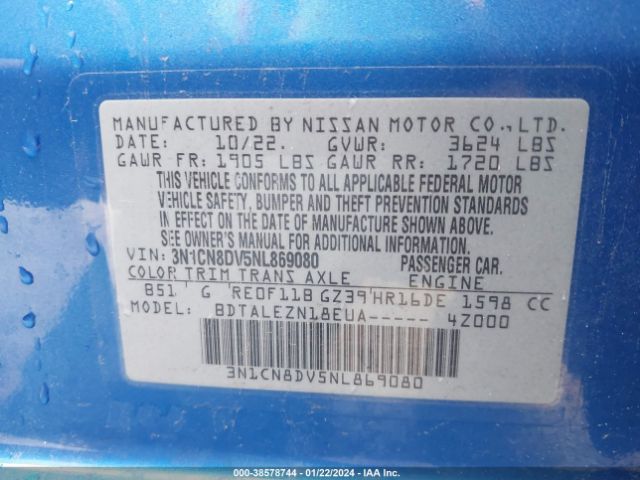 MANUFACTURED BY NISSAN MOTOR CO., LTD.
DATE: 10/22. GVWR: 3624 LBS
GAWR FR: 1905 LBS GAWR RR: 1720 LBS
THIS VEHICLE CONFORMS TO ALL APPLICABLE FEDERAL MOTOR
VEHICLE SAFETY, BUMPER AND THEFT PREVENTION STANDARDS
IN EFFECT ON THE DATE OF MANUFACTURE SHOWN ABOVE.
SEE OWNER'S MANUAL FOR ADDITIONAL INFORMATION.
VIN: 3N1CN8DV5NL869080 PASSENGER CAR.
COLOR TRIM TRANS AXLE ENGINE
B51 G RE0F11B GZ39 HR16DE 1598 CC
MODEL: BDTALEZN18EUA----- 4Z000
3N1CN8DV5NL869080
000-38578744 - 01/22/2024 - IAA Inc.